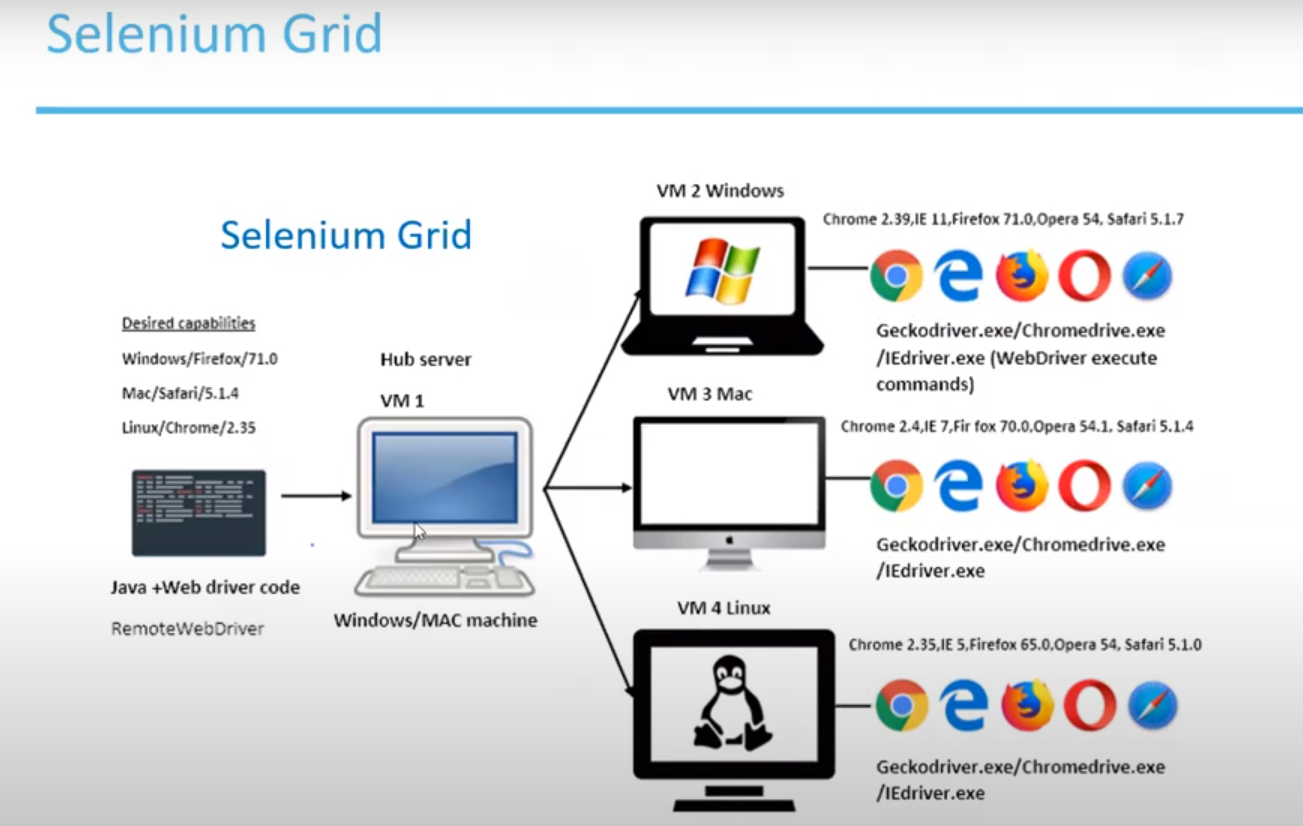 Selenium Grid
Selenium Grid
Desired capabilities
Windows/Firefox/71.0
Mac/Safari/5.1.4
Linux/Chrome/2.35
Java +Web driver code
RemoteWebDriver
Hub server
VM 1
Windows/MAC machine
VM 2 Windows
Chrome 2.39,IE 11,Firefox 71.0,Opera 54, Safari 5.1.7
Geckodriver.exe/Chromedrive.exe
/IEdriver.exe (WebDriver execute
commands)
VM 3 Mac
Chrome 2.4,IE 7,Fir fox 70.0,Opera 54.1, Safari 5.1.4
Geckodriver.exe/Chromedrive.exe
/IEdriver.exe
VM 4 Linux
Chrome 2.35,IE 5,Firefox 65.0,Opera 54, Safari 5.1.0
Geckodriver.exe/Chromedrive.exe
/IEdriver.exe